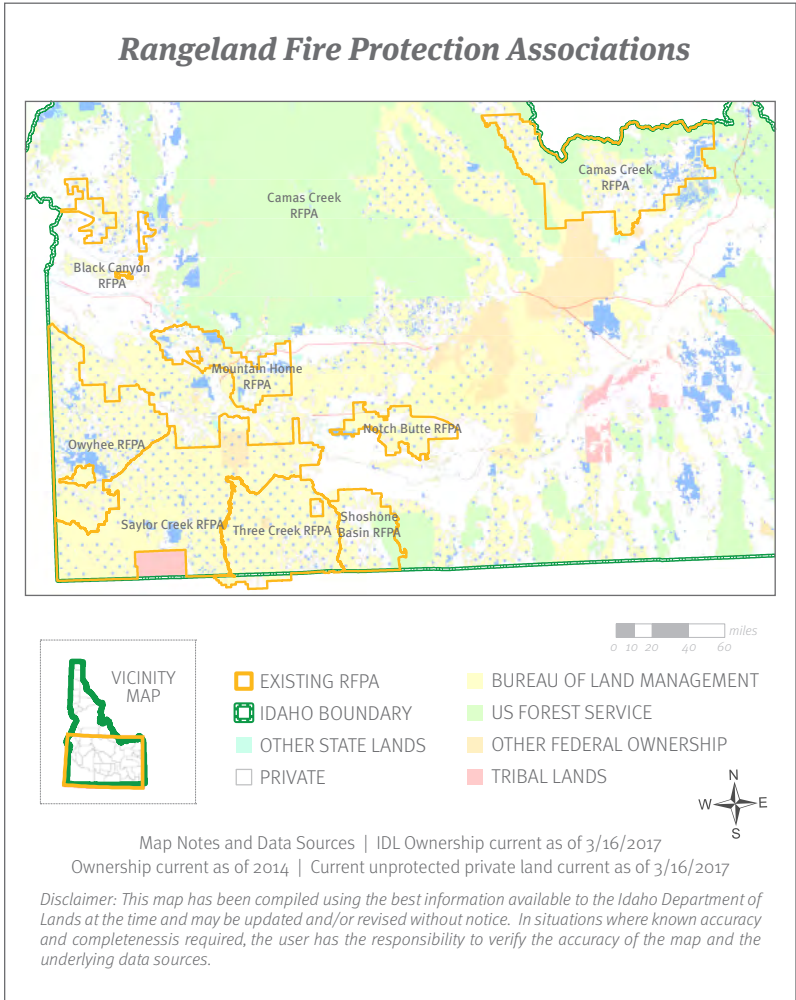 Rangeland Fire Protection Associations
Camas Creek
RFPA
Camas Creek
RFPA
Black Canyon
RFPA
Mountain Home
RFPA
Notch Butte RFPA
Owyhee RFPA
Saylor Creek RFPA
Three Creek RFPA
Shoshone
Basin RFPA
miles
0 10 20 40 60
VICINITY
MAP
EXISTING RFPA
IDAHO BOUNDARY
OTHER STATE LANDS
PRIVATE
BUREAU OF LAND MANAGEMENT
US FOREST SERVICE
OTHER FEDERAL OWNERSHIP
TRIBAL LANDS
N
W E
S
Map Notes and Data Sources | IDL Ownership current as of 3/16/2017
Ownership current as of 2014 | Current unprotected private land current as of 3/16/2017
Disclaimer: This map has been compiled using the best information available to the Idaho Department of
Lands at the time and may be updated and/or revised without notice. In situations where known accuracy
and completenessis required, the user has the responsibility to verify the accuracy of the map and the
underlying data sources.